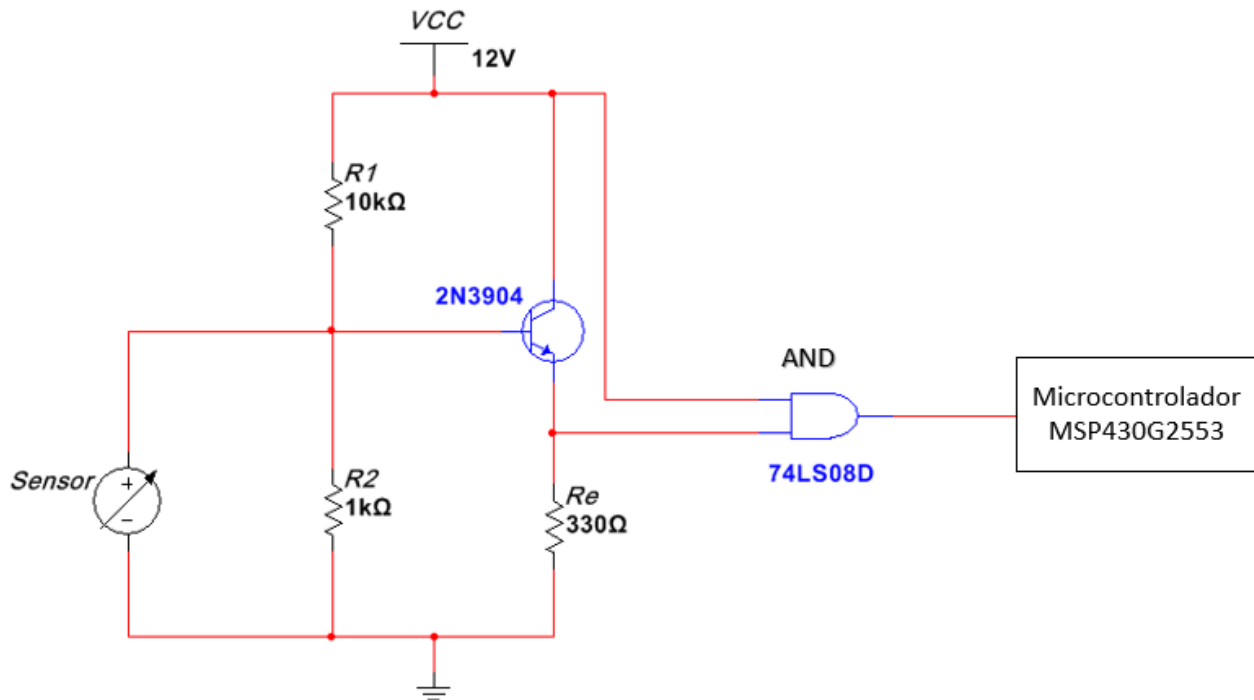 VCC
12V
R1
10kΩ
2N3904
AND
Microcontrolador
MSP430G2553
74LS08D
Sensor
+
−
R2
1kΩ
Re
330Ω